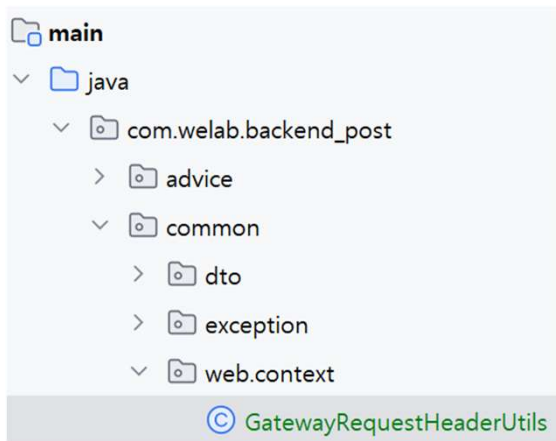 main
java
com.welab.backend_post
advice
common
dto
exception
web.context
GatewayRequestHeaderUtils